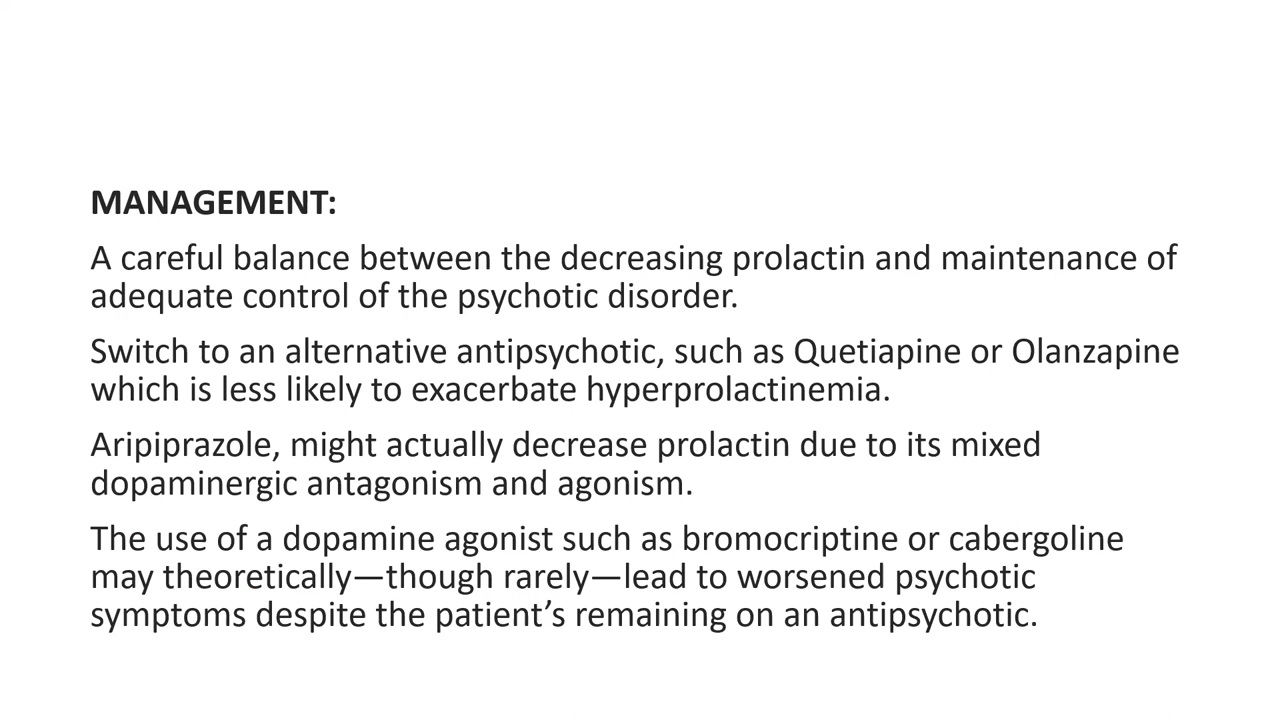 MANAGEMENT:
A careful balance between the decreasing prolactin and maintenance of
adequate control of the psychotic disorder.
Switch to an alternative antipsychotic, such as Quetiapine or Olanzapine
which is less likely to exacerbate hyperprolactinemia.
Aripiprazole, might actually decrease prolactin due to its mixed
dopaminergic antagonism and agonism.
The use of a dopamine agonist such as bromocriptine or cabergoline
may theoretically—though rarely—lead to worsened psychotic
symptoms despite the patient’s remaining on an antipsychotic.